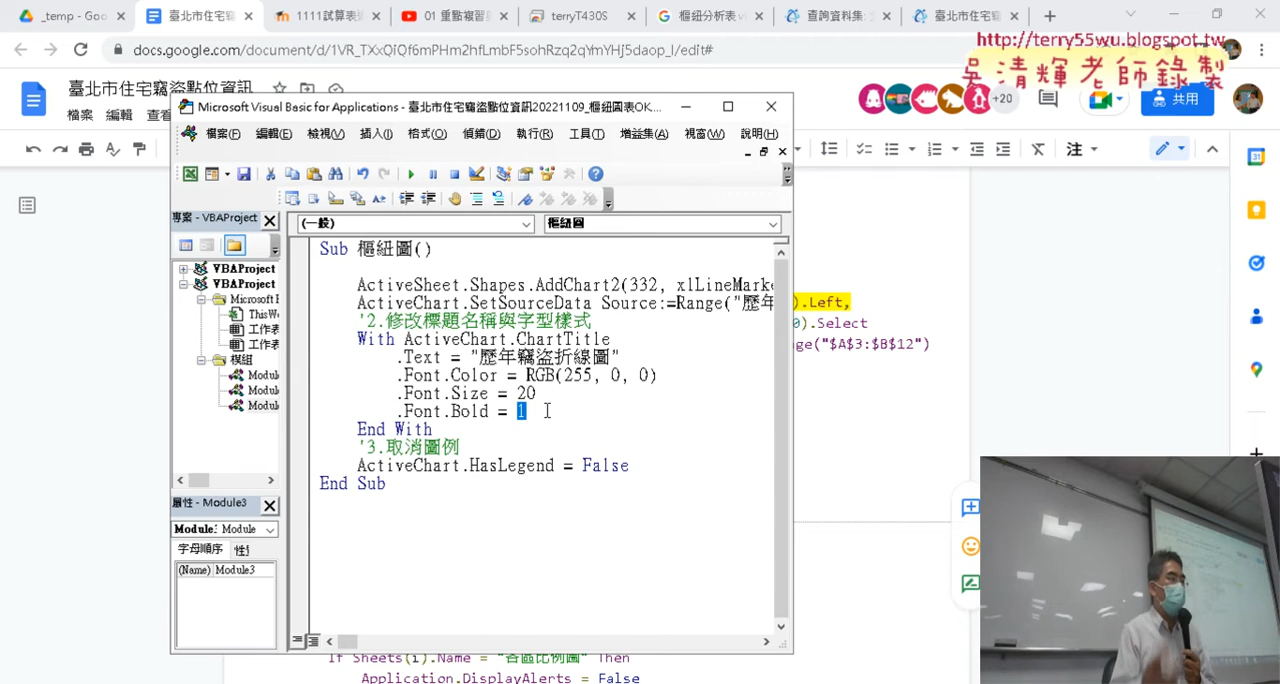 _temp - Goo
臺北市住宅竊
1111試算表進
01 重點複習與
terryT430S
樞紐分析表vi
查詢資料集:
臺北市住宅竊
docs.google.com/document/d/1VR_TXxQiQf6mPHm2hfLmbF5sohRzq2qYmYHj5daop_I/edit#
http://terry55wu.blogspot.tw
吳清輝老師錄製
臺北市住宅竊盜點位資訊
檔案 編輯 查看
+20
共用
注
Microsoft Visual Basic for Applications - 臺北市住宅竊盜點位資訊20221109_樞紐圖表OK...
檔案(F) 編輯(E) 檢視(V) 插入(I) 格式(O) 偵錯(D) 執行(R) 工具(T) 增益集(A) 視窗(W) 說明(H)
專案 - VBAProject
(一般) 樞紐圖
VBAProject
VBAProject
Microsoft E
ThisWo
工作表
工作表
模組
Modul
Modul
Modul
屬性 - Module3
Module3 Module
字母順序 性質
(Name) Module3
Sub 樞紐圖()
ActiveSheet.Shapes.AddChart2(332, xlLineMarke
ActiveChart.SetSourceData Source:=Range("歷年
'2.修改標題名稱與字型樣式
With ActiveChart.ChartTitle
.Text = "歷年竊盜折線圖"
.Font.Color = RGB(255, 0, 0)
.Font.Size = 20
.Font.Bold = 1
End With
'3.取消圖例
ActiveChart.HasLegend = False
End Sub
).Left,
0).Select
nge("$A$3:$B$12")
If Sheets(i).Name = "各區比例圖" Then
Application.DisplayAlerts = False